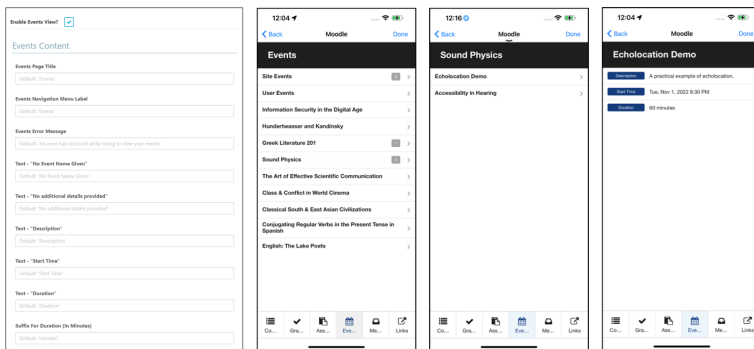 Enable Events View?
Events Content
Events Page Title
Default: 'Events'
Events Navigation Menu Label
Default: 'Events'
Events Error Message
Default: 'An error has occurred while trying to view your events.'
Text - "No Event Name Given"
Default: 'No Event Name Given'
Text - "No additional details provided"
Default: 'No additional details provided'
Text - "Description"
Default: 'Description'
Text - "Start Time"
Default: 'Start Time'
Text - "Duration"
Default: 'Duration'
Suffix For Duration (in Minutes)
Default: 'minutes'
12:04
Back Moodle Done
Events
Site Events
User Events
Information Security in the Digital Age
Hundertwasser and Kandinsky
Greek Literature 201
Sound Physics
The Art of Effective Scientific Communication
Class & Conflict in World Cinema
Classical South & East Asian Civilizations
Conjugating Regular Verbs in the Present Tense in
Spanish
English: The Lake Poets
Co... Gra... Ass... Eve... Me... Links
12:16
Back Moodle Done
Sound Physics
Echolocation Demo
Accessibility in Hearing
Co... Gra... Ass... Eve... Me... Links
12:04
Back Moodle Done
Echolocation Demo
Description A practical example of echolocation.
Start Time Tue, Nov 1, 2022 8:30 PM
Duration 60 minutes
Co... Gra... Ass... Eve... Me... Links